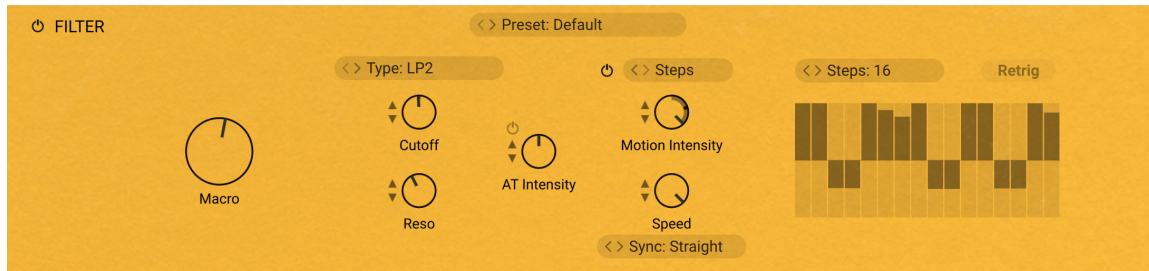 FILTER
Preset: Default
Type: LP2
Steps
Steps: 16
Retrig
Cutoff
Motion Intensity
AT Intensity
Macro
Reso
Speed
Sync: Straight